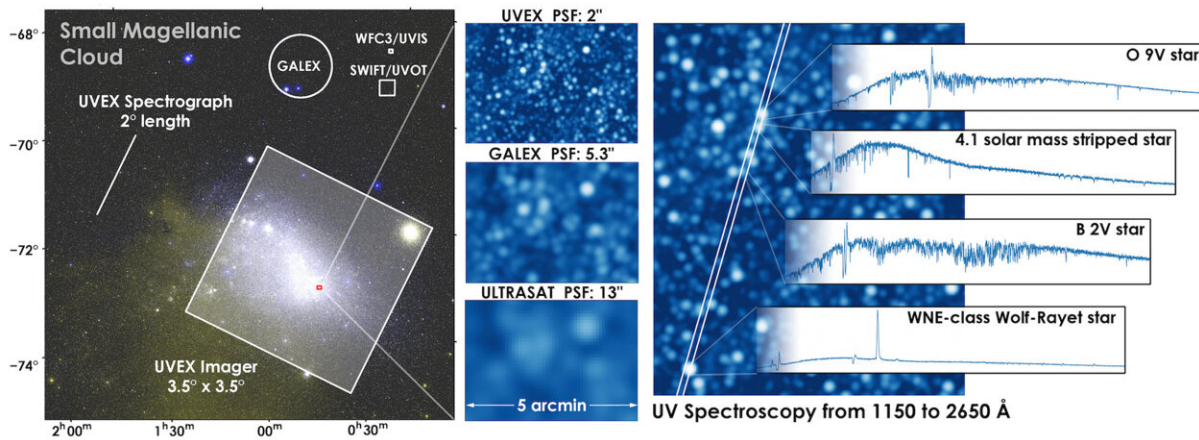 Small Magellanic
Cloud
GALEX
WFC3/UVIS
SWIFT/UVOT
UVEX Spectrograph
2° length
UVEX Imager
3.5° x 3.5°
−68°
−70°
−72°
−74°
2ʰ00ᵐ
1ʰ30ᵐ
00ᵐ
0ʰ30ᵐ
UVEX PSF: 2"
GALEX PSF: 5.3"
ULTRASAT PSF: 13"
5 arcmin
O 9V star
4.1 solar mass stripped star
B 2V star
WNE-class Wolf-Rayet star
UV Spectroscopy from 1150 to 2650 Å